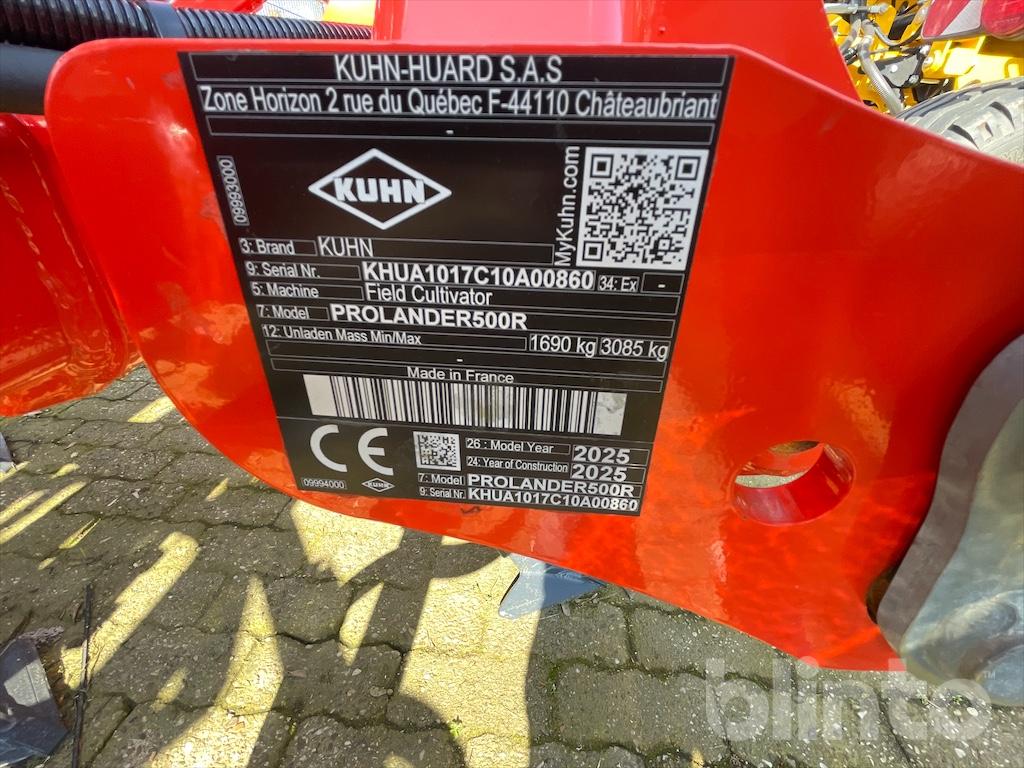 KUHN-HUARD S.A.S
Zone Horizon 2 rue du Québec F-44110 Châteaubriant
-
09993000
KUHN
MyKuhn.com
3: Brand KUHN
9: Serial Nr. KHUA1017C10A00860 34: Ex -
5: Machine Field Cultivator
7: Model PROLANDER500R
12: Unladen Mass Min/Max 1690 kg 3085 kg
-
Made in France
CE
26 : Model Year 2025
24: Year of Construction 2025
7: Model PROLANDER500R
9: Serial Nr. KHUA1017C10A00860
09994000 KUHN
blinto™